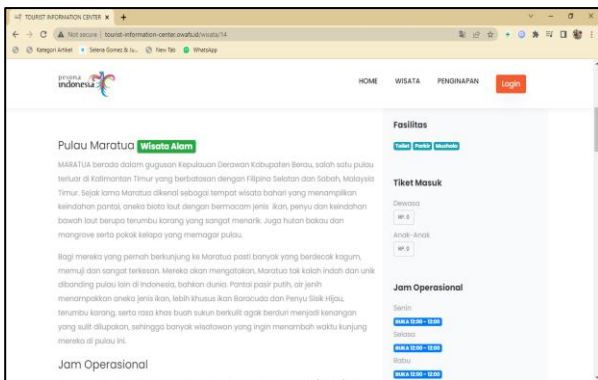 TOURIST INFORMATION CENTER
Not secure | tourist-information-center.owafi.id/wisata/14
Kategori Artikel
Selena Gomez & Ju...
New Tab
WhatsApp
pesona
indonesia
HOME
WISATA
PENGINAPAN
Login
Pulau Maratua Wisata Alam
MARATUA berada dalam gugusan Kepulauan Derawan Kabupaten Berau, salah satu pulau
terluar di Kalimantan Timur yang berbatasan dengan Filipina Selatan dan Sabah, Malaysia
Timur. Sejak lama Maratua dikenal sebagai tempat wisata bahari yang menampilkan
keindahan pantai, aneka biota laut dengan bermacam jenis ikan, penyu dan keindahan
bawah laut berupa terumbu karang yang sangat menarik. Juga hutan bakau dan
mangrove serta pokok kelapa yang memagar pulau.
Bagi mereka yang pernah berkunjung ke Maratua pasti banyak yang berdecak kagum,
memuji dan sangat terkesan. Mereka akan mengatakan, Maratua tak kalah indah dan unik
dibanding pulau lain di Indonesia, bahkan dunia. Pantai pasir putih, air jenih
menampakkan aneka jenis ikan, lebih khusus ikan Baracuda dan Penyu Sisik Hijau,
terumbu karang, serta rasa khas buah sukun berkulit agak berduri menjadi kenangan
yang sulit dilupakan, sehingga banyak wisatawan yang ingin menambah waktu kunjung
mereka di pulau ini.
Jam Operasional
Fasilitas
Toilet Parkir Mushola
Tiket Masuk
Dewasa
RP. 0
Anak-Anak
RP. 0
Jam Operasional
Senin
BUKA 12:00 - 12:00
Selasa
BUKA 12:00 - 12:00
Rabu
BUKA 12:00 - 12:00